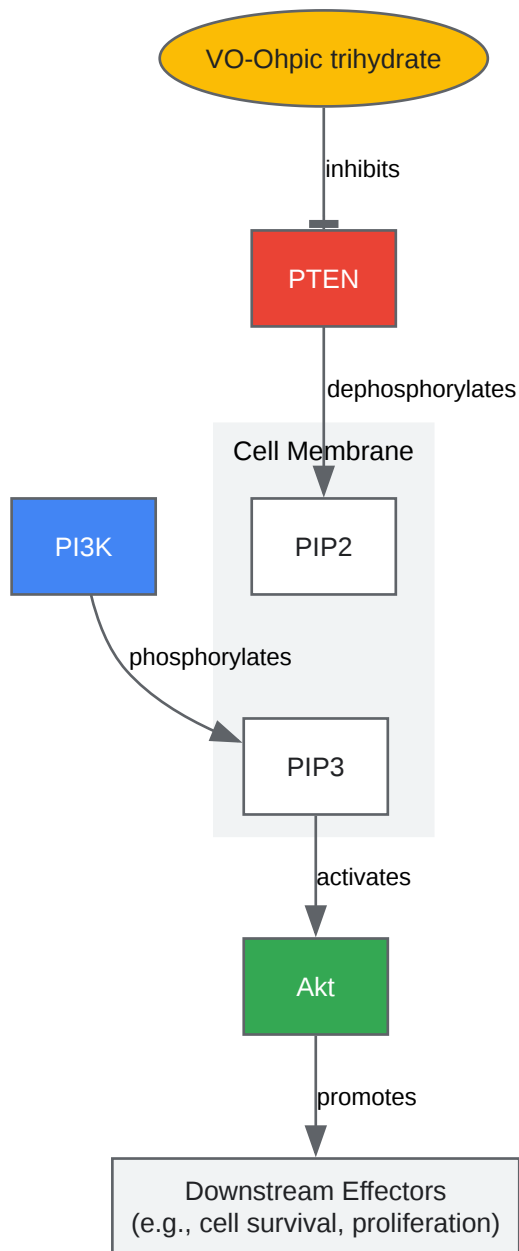 VO-Ohpic trihydrate
inhibits
PTEN
dephosphorylates
Cell Membrane
PI3K
PIP2
phosphorylates
PIP3
activates
Akt
promotes
Downstream Effectors
(e.g., cell survival, proliferation)